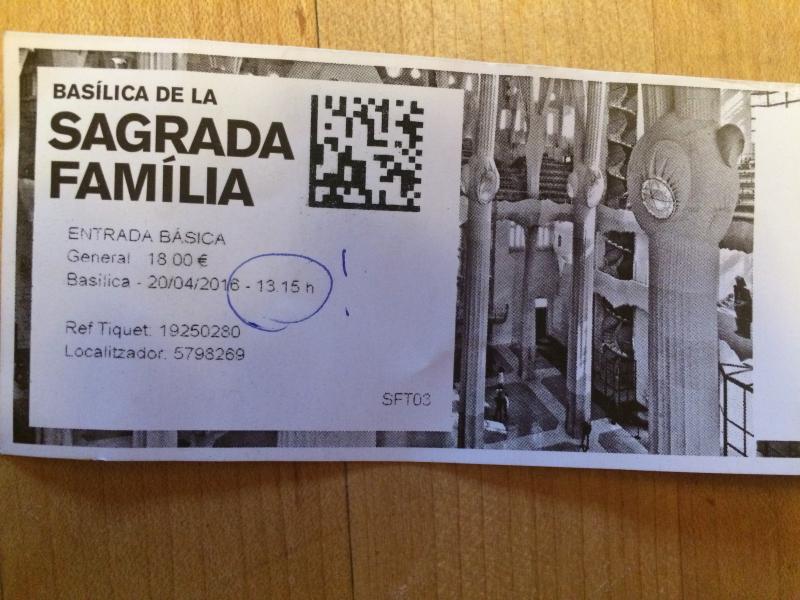 BASÍLICA DE LA
SAGRADA
FAMÍLIA
ENTRADA BÁSICA
General 18.00 €
Basílica - 20/04/2016 - 13.15 h !
Ref Tiquet: 19250280
Localitzador: 5798269
SFT03